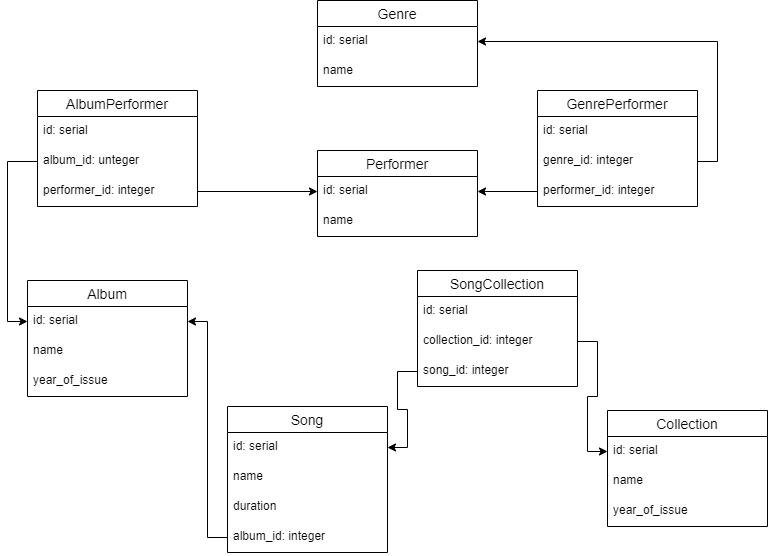 Genre
id: serial
name
AlbumPerformer
id: serial
album_id: unteger
performer_id: integer
GenrePerformer
id: serial
genre_id: integer
performer_id: integer
Performer
id: serial
name
Album
id: serial
name
year_of_issue
SongCollection
id: serial
collection_id: integer
song_id: integer
Song
id: serial
name
duration
album_id: integer
Collection
id: serial
name
year_of_issue